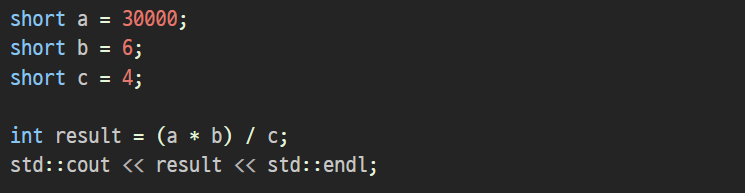 short a = 30000;
short b = 6;
short c = 4;
int result = (a * b) / c;
std::cout << result << std::endl;